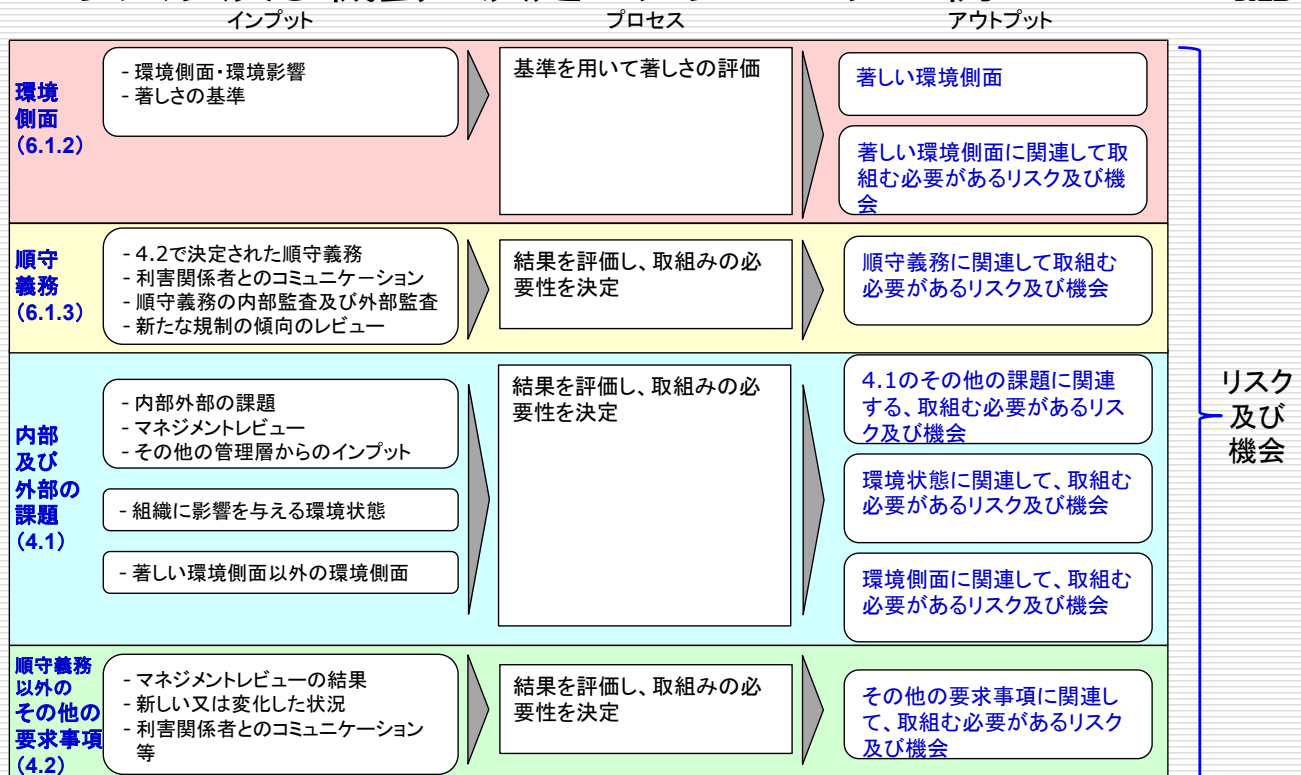 インプット
プロセス
アウトプット
環境
側面
(6.1.2)
- 環境側面・環境影響
- 著しさの基準
基準を用いて著しさの評価
著しい環境側面
著しい環境側面に関連して取
組む必要があるリスク及び機
会
順守
義務
(6.1.3)
- 4.2で決定された順守義務
- 利害関係者とのコミュニケーション
- 順守義務の内部監査及び外部監査
- 新たな規制の傾向のレビュー
結果を評価し、取組みの必
要性を決定
順守義務に関連して取組む
必要があるリスク及び機会
内部
及び
外部の
課題
(4.1)
- 内部外部の課題
- マネジメントレビュー
- その他の管理層からのインプット
- 組織に影響を与える環境状態
- 著しい環境側面以外の環境側面
結果を評価し、取組みの必
要性を決定
4.1のその他の課題に関連
する、取組む必要があるリス
ク及び機会
環境状態に関連して、取組む
必要があるリスク及び機会
環境側面に関連して、取組む
必要があるリスク及び機会
順守義務
以外の
その他の
要求事項
(4.2)
- マネジメントレビューの結果
- 新しい又は変化した状況
- 利害関係者とのコミュニケーション
等
結果を評価し、取組みの必
要性を決定
その他の要求事項に関連し
て、取組む必要があるリスク
及び機会
リスク
及び
機会